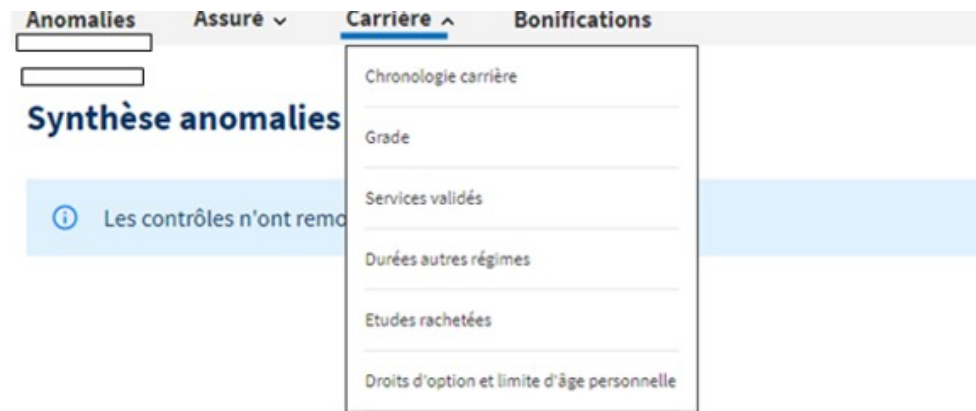 Anomalies Assuré Carrière Bonifications
Chronologie carrière
Synthèse anomalies
Grade
Services validés
Les contrôles n'ont remo
Durées autres régimes
Etudes rachetées
Droits d'option et limite d'âge personnelle